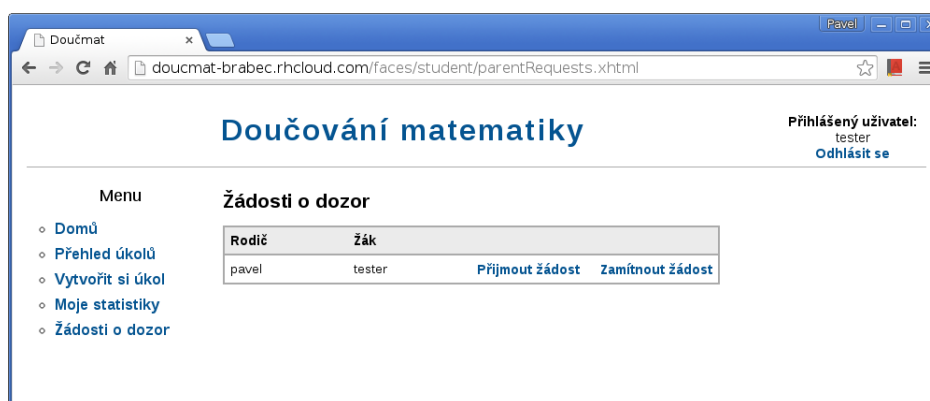 Pavel
Doučmat
doucmat-brabec.rhcloud.com/faces/student/parentRequests.xhtml
Doučování matematiky
Přihlášený uživatel:
tester
Odhlásit se
Menu
Domů
Přehled úkolů
Vytvořit si úkol
Moje statistiky
Žádosti o dozor
Žádosti o dozor
Rodič Žák
pavel tester Přijmout žádost Zamítnout žádost